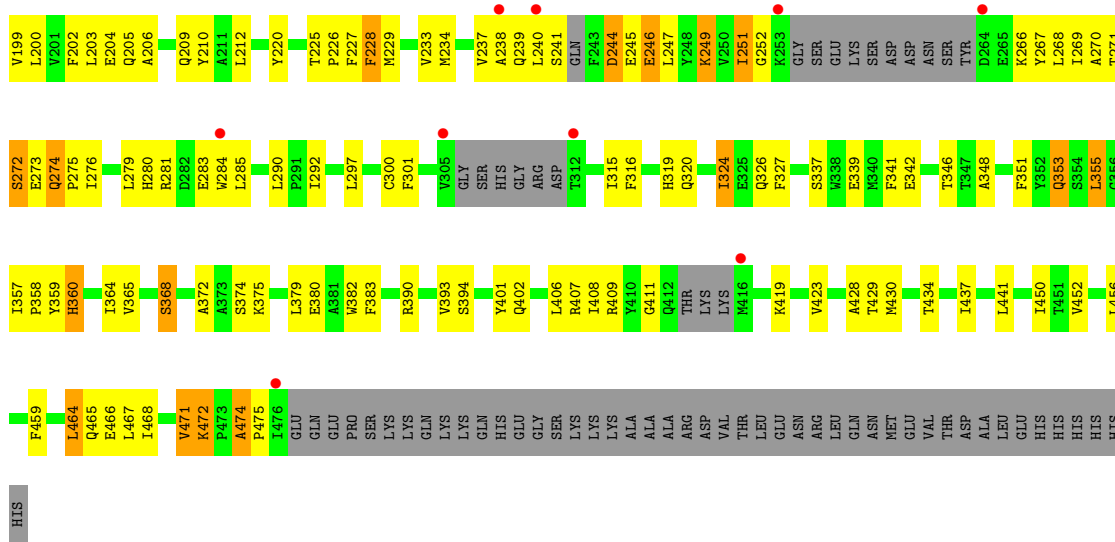 V199 L200 V201 F202 L203 E204 Q205 A206 Q209 Y210 A211 L212 Y220 T225 P226 F227 F228 M229 V233 M234 V237 A238 Q239 L240 S241 GLN F243 D244 E245 E246 L247 Y248 K249 V250 I251 G252 K253 GLY SER GLU LYS SER ASP ASP ASN SER TYR D264 E265 K266 Y267 L268 I269 A270 T271
S272 E273 Q274 P275 I276 L279 H280 R281 D282 E283 W284 L285 L290 P291 I292 L297 C300 F301 V305 GLY SER HIS GLY ARG ASP T312 I315 F316 H319 Q320 I324 E325 Q326 F327 S337 W338 E339 M340 F341 E342 T346 T347 A348 F351 Y352 Q353 S354 L355 G356
I357 P358 Y359 H360 I364 V365 S368 A372 A373 S374 K375 L379 E380 A381 W382 F383 R390 V393 S394 Y401 Q402 L406 R407 I408 R409 Y410 G411 Q412 THR LYS LYS M416 K419 V423 A428 T429 M430 T434 I437 L441 I450 T451 V452 L456
F459 L464 Q465 E466 L467 I468 V471 K472 P473 A474 P475 I476 GLU GLN GLU PRO SER LYS LYS GLN LYS LYS GLN HIS GLU GLY SER LYS LYS LYS ALA ALA ALA ARG ASP VAL THR LEU GLU ASN ARG LEU GLN ASN MET GLU VAL THR ASP ALA LEU GLU HIS HIS HIS HIS HIS
HIS